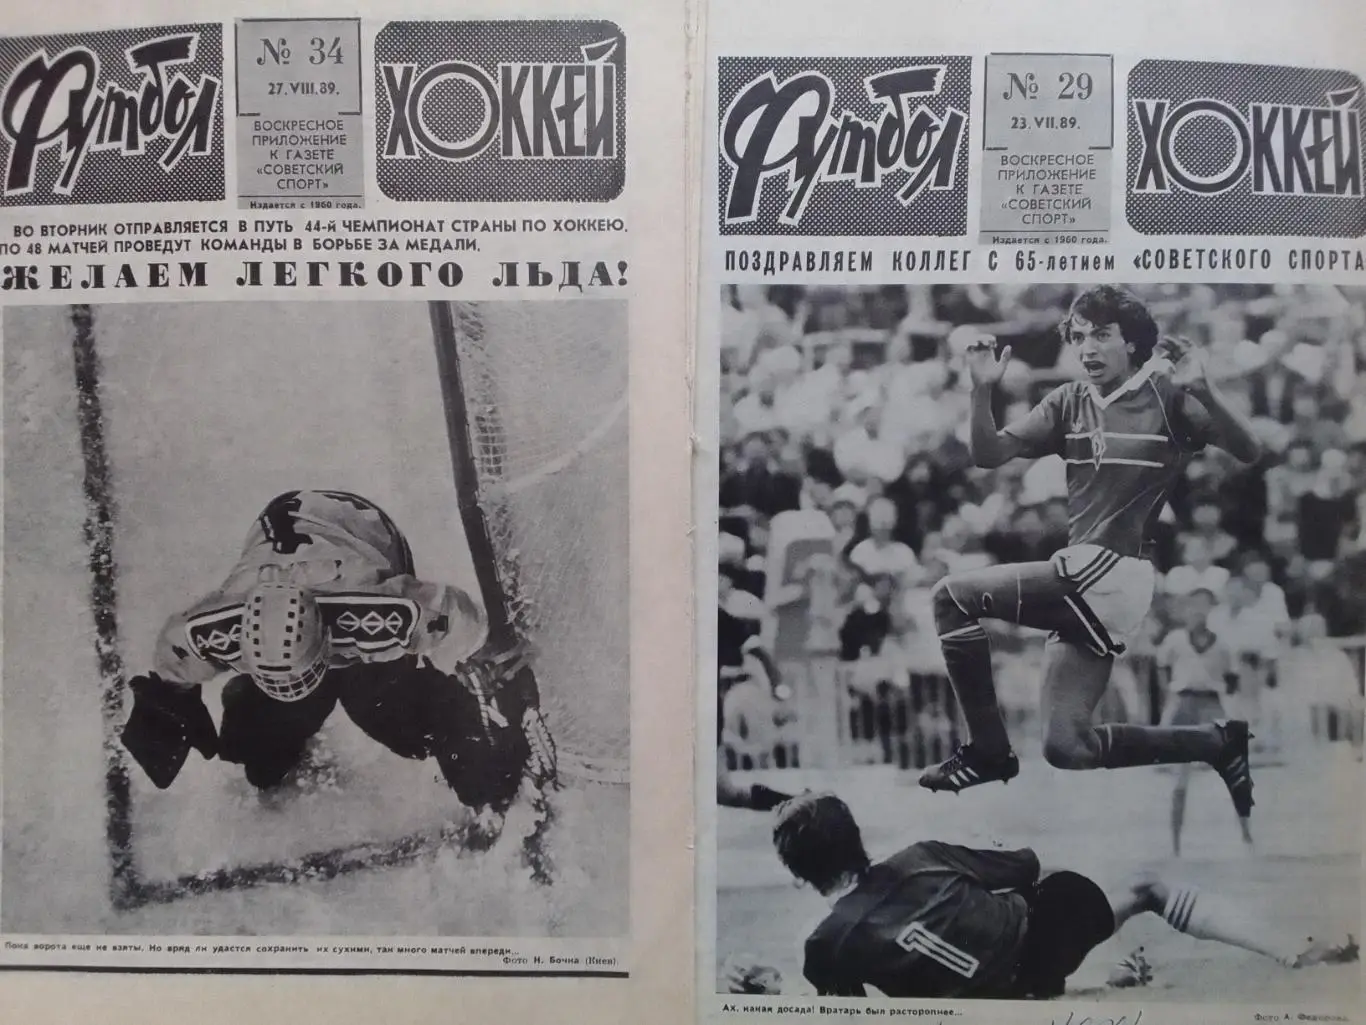 Футбол
№ 34
27.VIII.89.
ВОСКРЕСНОЕ
ПРИЛОЖЕНИЕ
К ГАЗЕТЕ
«СОВЕТСКИЙ
СПОРТ»
Издается с 1960 года.
ХОККЕЙ
ВО ВТОРНИК ОТПРАВЛЯЕТСЯ В ПУТЬ 44-й ЧЕМПИОНАТ СТРАНЫ ПО ХОККЕЮ.
ПО 48 МАТЧЕЙ ПРОВЕДУТ КОМАНДЫ В БОРЬБЕ ЗА МЕДАЛИ.
ЖЕЛАЕМ ЛЕГКОГО ЛЬДА!
Пока ворота еще не взяты. Но вряд ли удастся сохранить их сухими, так много матчей впереди...
Фото Н. Бочна (Киев).
Футбол
№ 29
23.VII.89.
ВОСКРЕСНОЕ
ПРИЛОЖЕНИЕ
К ГАЗЕТЕ
«СОВЕТСКИЙ
СПОРТ»
Издается с 1960 года.
ХОККЕЙ
ПОЗДРАВЛЯЕМ КОЛЛЕГ С 65-летием «СОВЕТСКОГО СПОРТА
1
Ах, какая досада! Вратарь был расторопнее...
Фото А. Федорова.